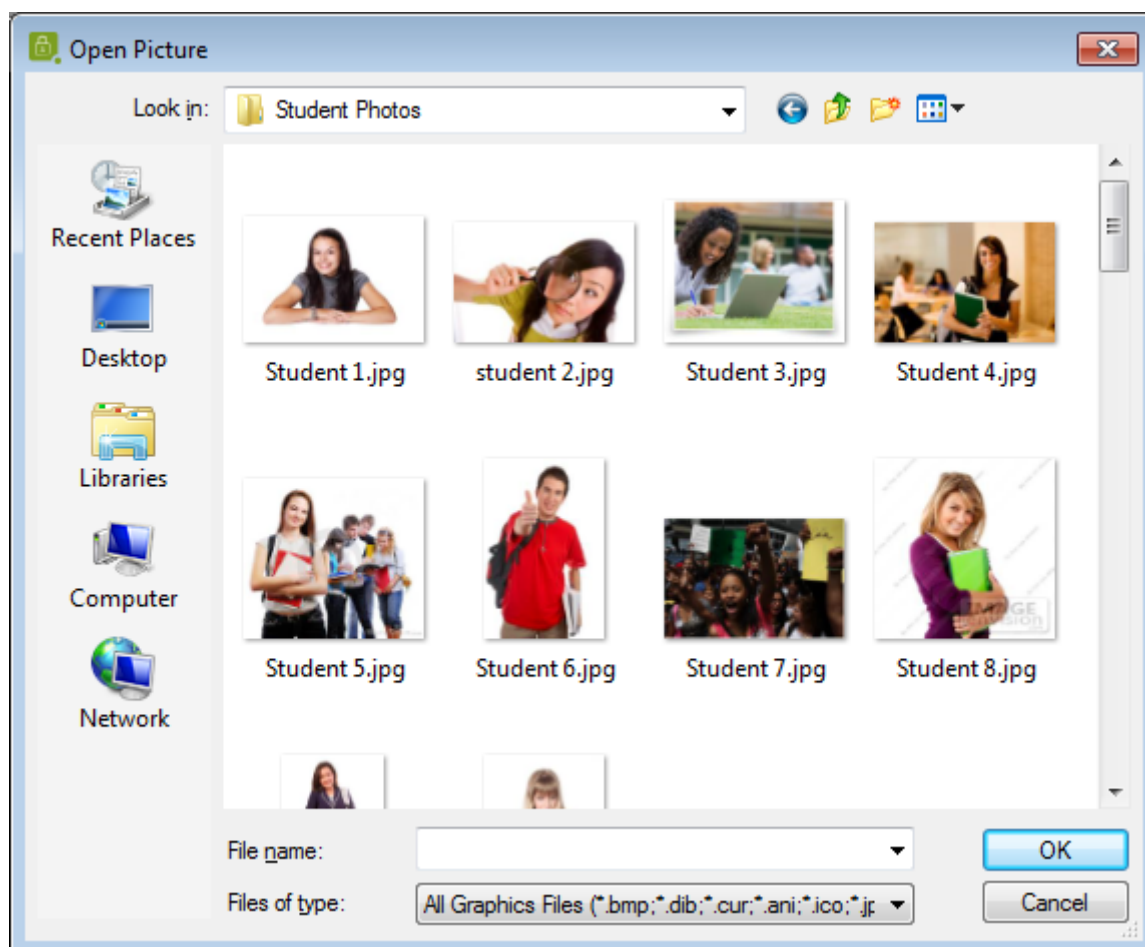 Open Picture
Look in:
Student Photos
Recent Places
Desktop
Libraries
Computer
Network
Student 1.jpg
student 2.jpg
Student 3.jpg
Student 4.jpg
Student 5.jpg
Student 6.jpg
Student 7.jpg
Student 8.jpg
IMAGE
File name:
OK
Files of type:
All Graphics Files (*.bmp;*.dib;*.cur;*.ani;*.ico;*.jp
Cancel